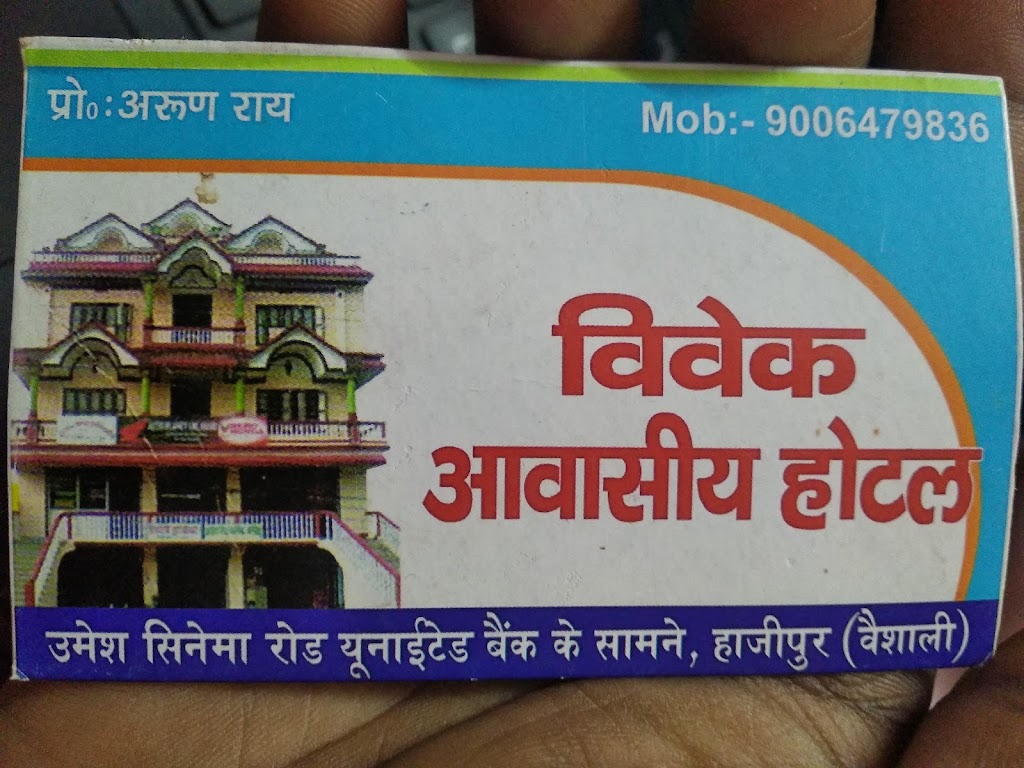 प्रो०ः अरूण राय
Mob:- 9006479836
विवेक
आवासीय होटल
उमेश सिनेमा रोड यूनाईटेड बैंक के सामने, हाजीपुर (वैशाली)